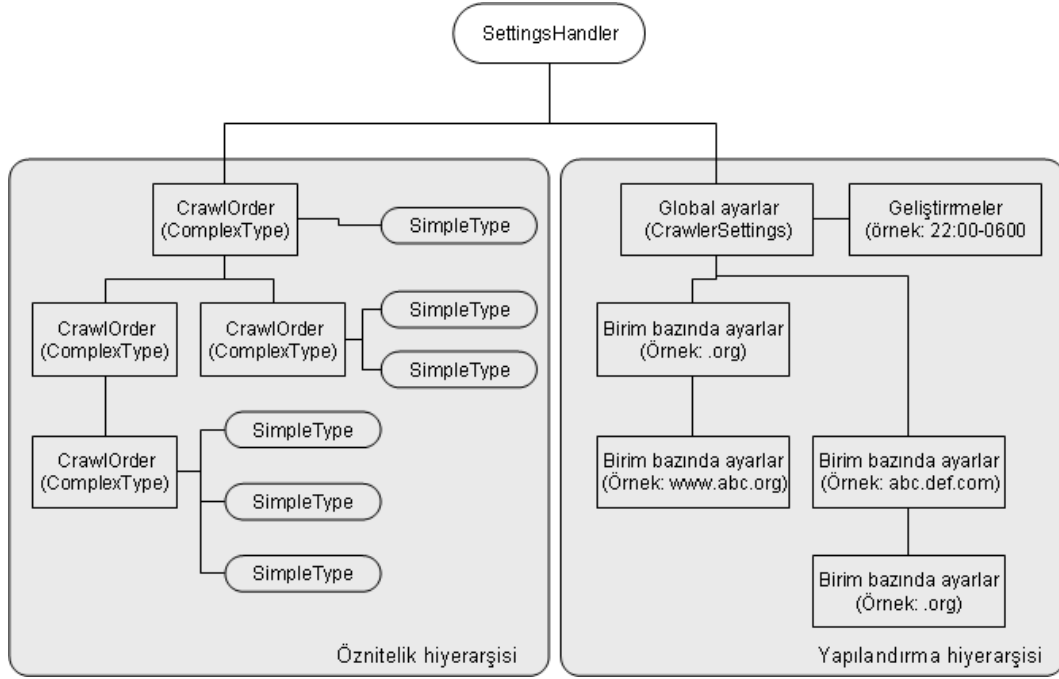 SettingsHandler
CrawlOrder
(ComplexType)
SimpleType
CrawlOrder
(ComplexType)
CrawlOrder
(ComplexType)
SimpleType
SimpleType
CrawlOrder
(ComplexType)
SimpleType
SimpleType
SimpleType
Öznitelik hiyerarşisi
Global ayarlar
(CrawlerSettings)
Geliştirmeler
(örnek: 22:00-0600
Birim bazında ayarlar
(Örnek: .org)
Birim bazında ayarlar
(Örnek: www.abc.org)
Birim bazında ayarlar
(Örnek: abc.def.com)
Birim bazında ayarlar
(Örnek: .org)
Yapılandırma hiyerarşisi